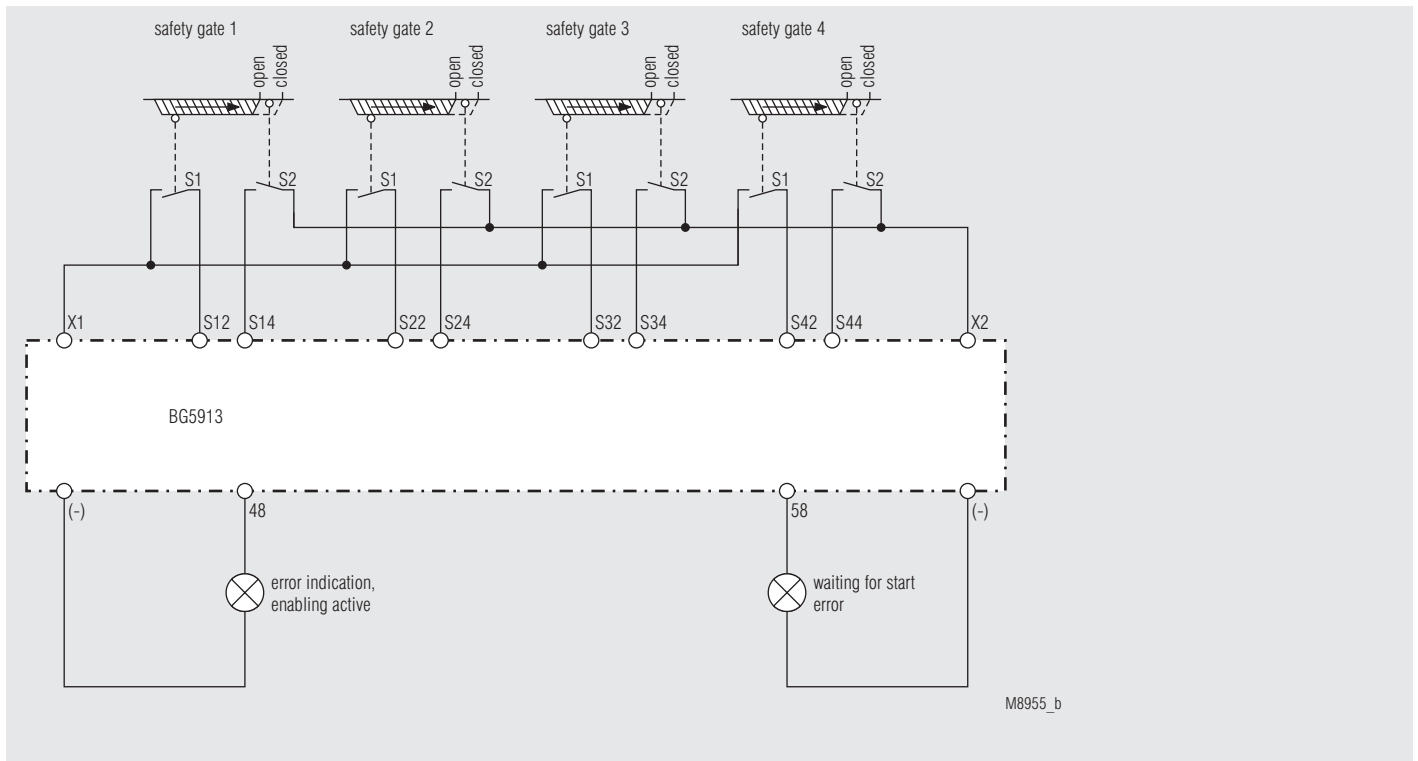 safety gate 1
safety gate 2
safety gate 3
safety gate 4
open
closed
open
closed
open
closed
open
closed
S1
S2
S1
S2
S1
S2
S1
S2
X1
S12
S14
S22
S24
S32
S34
S42
S44
X2
BG5913
(-)
48
58
(-)
error indication,
enabling active
waiting for start
error
M8955_b